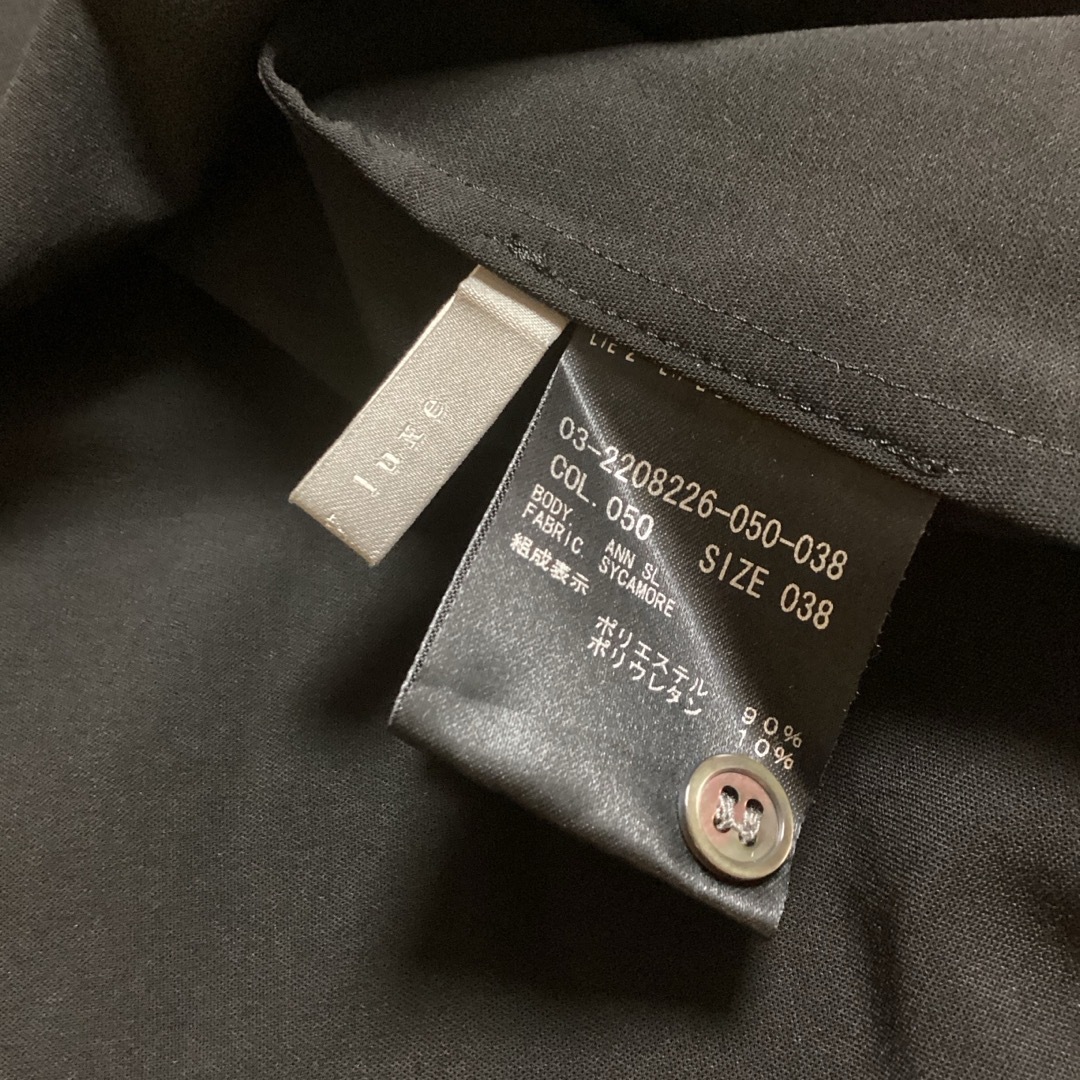 luxe
03-2208226-050-038
COL. 050 SIZE 038
BODY ANN SL.
FABRIC SYCAMORE
組成表示
ポリエステル 90%
ポリウレタン 10%